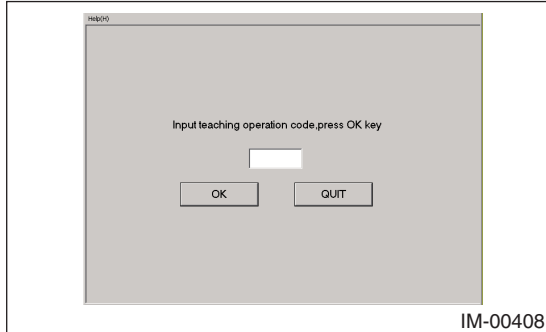 Help(H)
Input teaching operation code,press OK key
OK QUIT
IM-00408